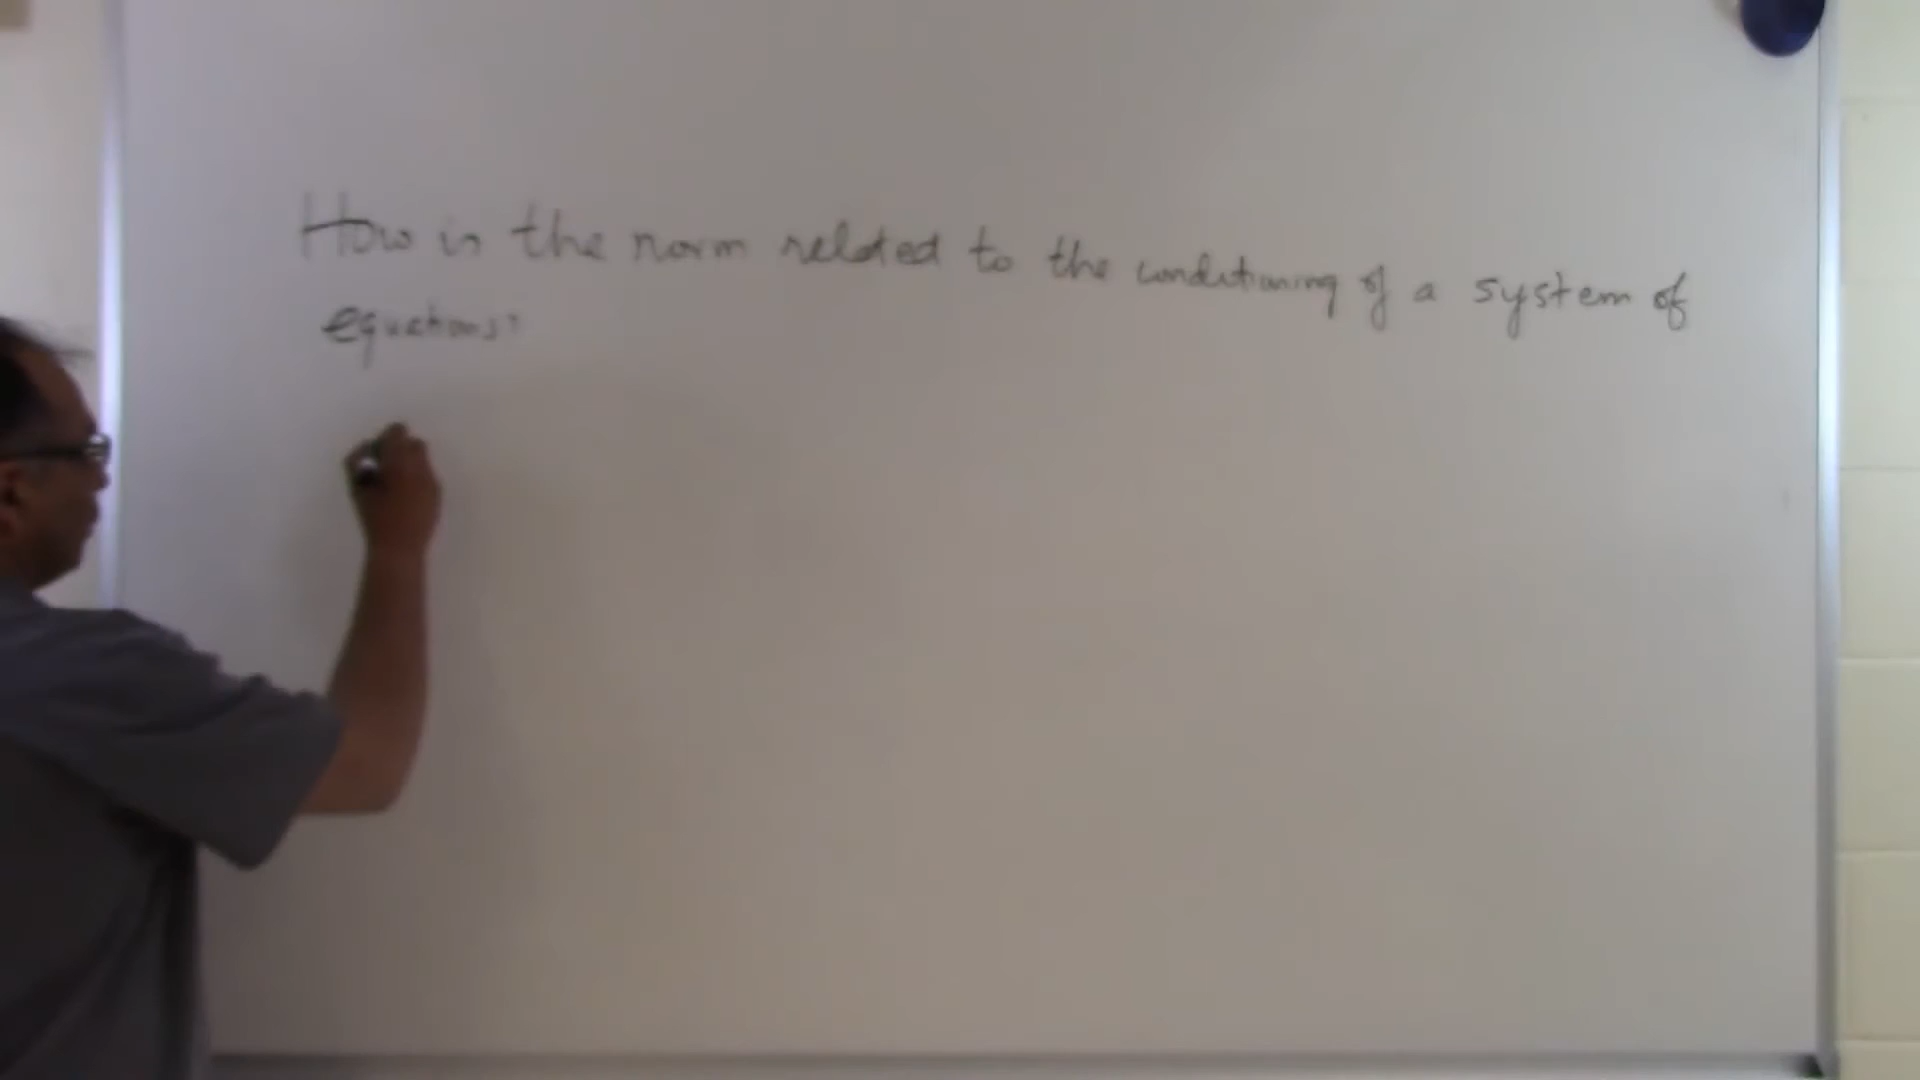 How is the norm related to the conditioning of a system of
equations?